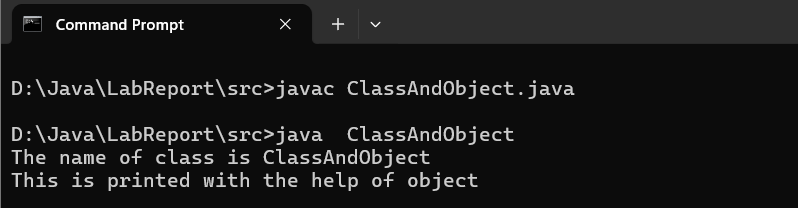 Command Prompt
D:\Java\LabReport\src>javac ClassAndObject.java
D:\Java\LabReport\src>java  ClassAndObject
The name of class is ClassAndObject
This is printed with the help of object